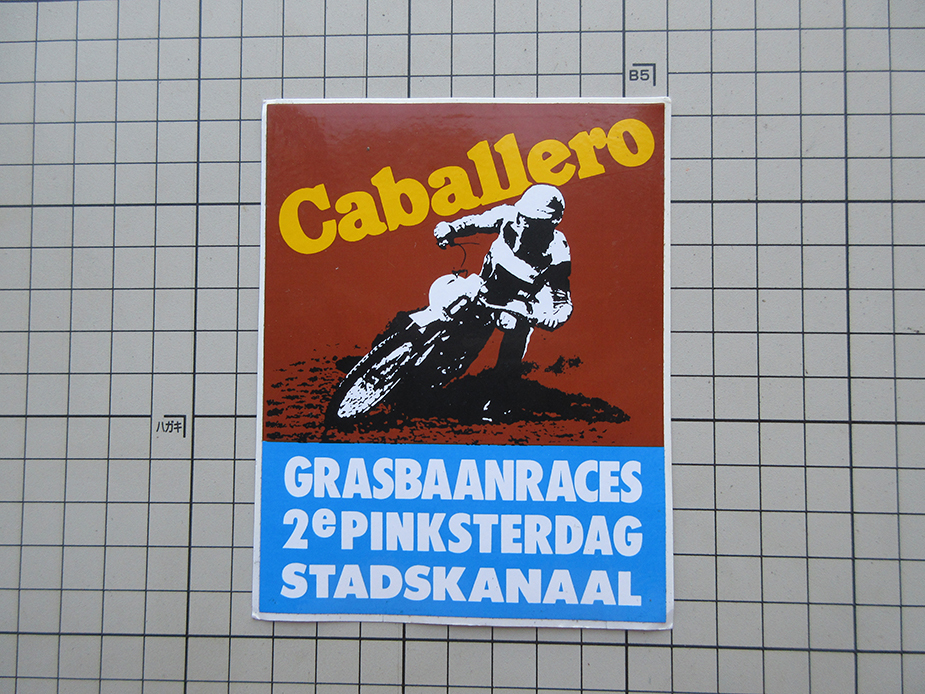 B5
Caballero
ハガキ
GRASBAANRACES
2e PINKSTERDAG
STADSKANAAL